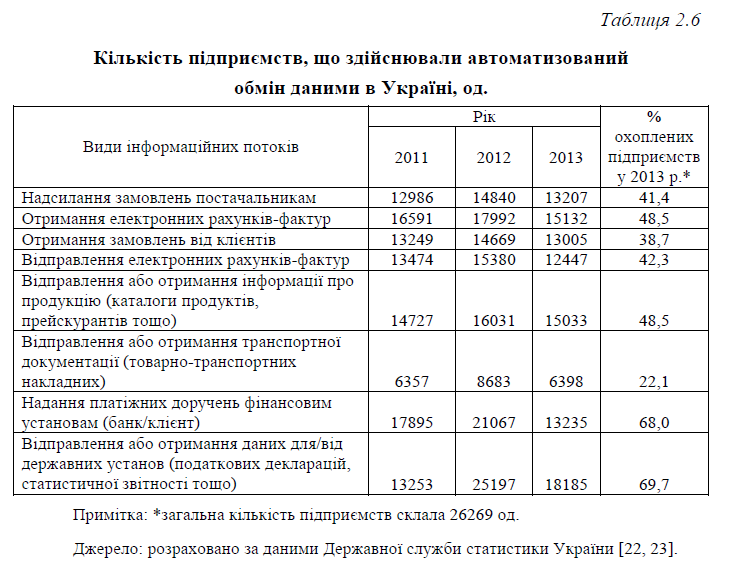 Таблиця 2.6
Кількість підприємств, що здійснювали автоматизований
обмін даними в Україні, од.
Види інформаційних потоків
Рік
%
охоплених
підприємств
у 2013 р.*
2011 2012 2013
Надсилання замовлень постачальникам 12986 14840 13207 41,4
Отримання електронних рахунків-фактур 16591 17992 15132 48,5
Отримання замовлень від клієнтів 13249 14669 13005 38,7
Відправлення електронних рахунків-фактур 13474 15380 12447 42,3
Відправлення або отримання інформації про
продукцію (каталоги продуктів,
прейскурантів тощо) 14727 16031 15033 48,5
Відправлення або отримання транспортної
документації (товарно-транспортних
накладних) 6357 8683 6398 22,1
Надання платіжних доручень фінансовим
установам (банк/клієнт) 17895 21067 13235 68,0
Відправлення або отримання даних для/від
державних установ (податкових декларацій,
статистичної звітності тощо) 13253 25197 18185 69,7
Примітка: *загальна кількість підприємств склала 26269 од.
Джерело: розраховано за даними Державної служби статистики України [22, 23].